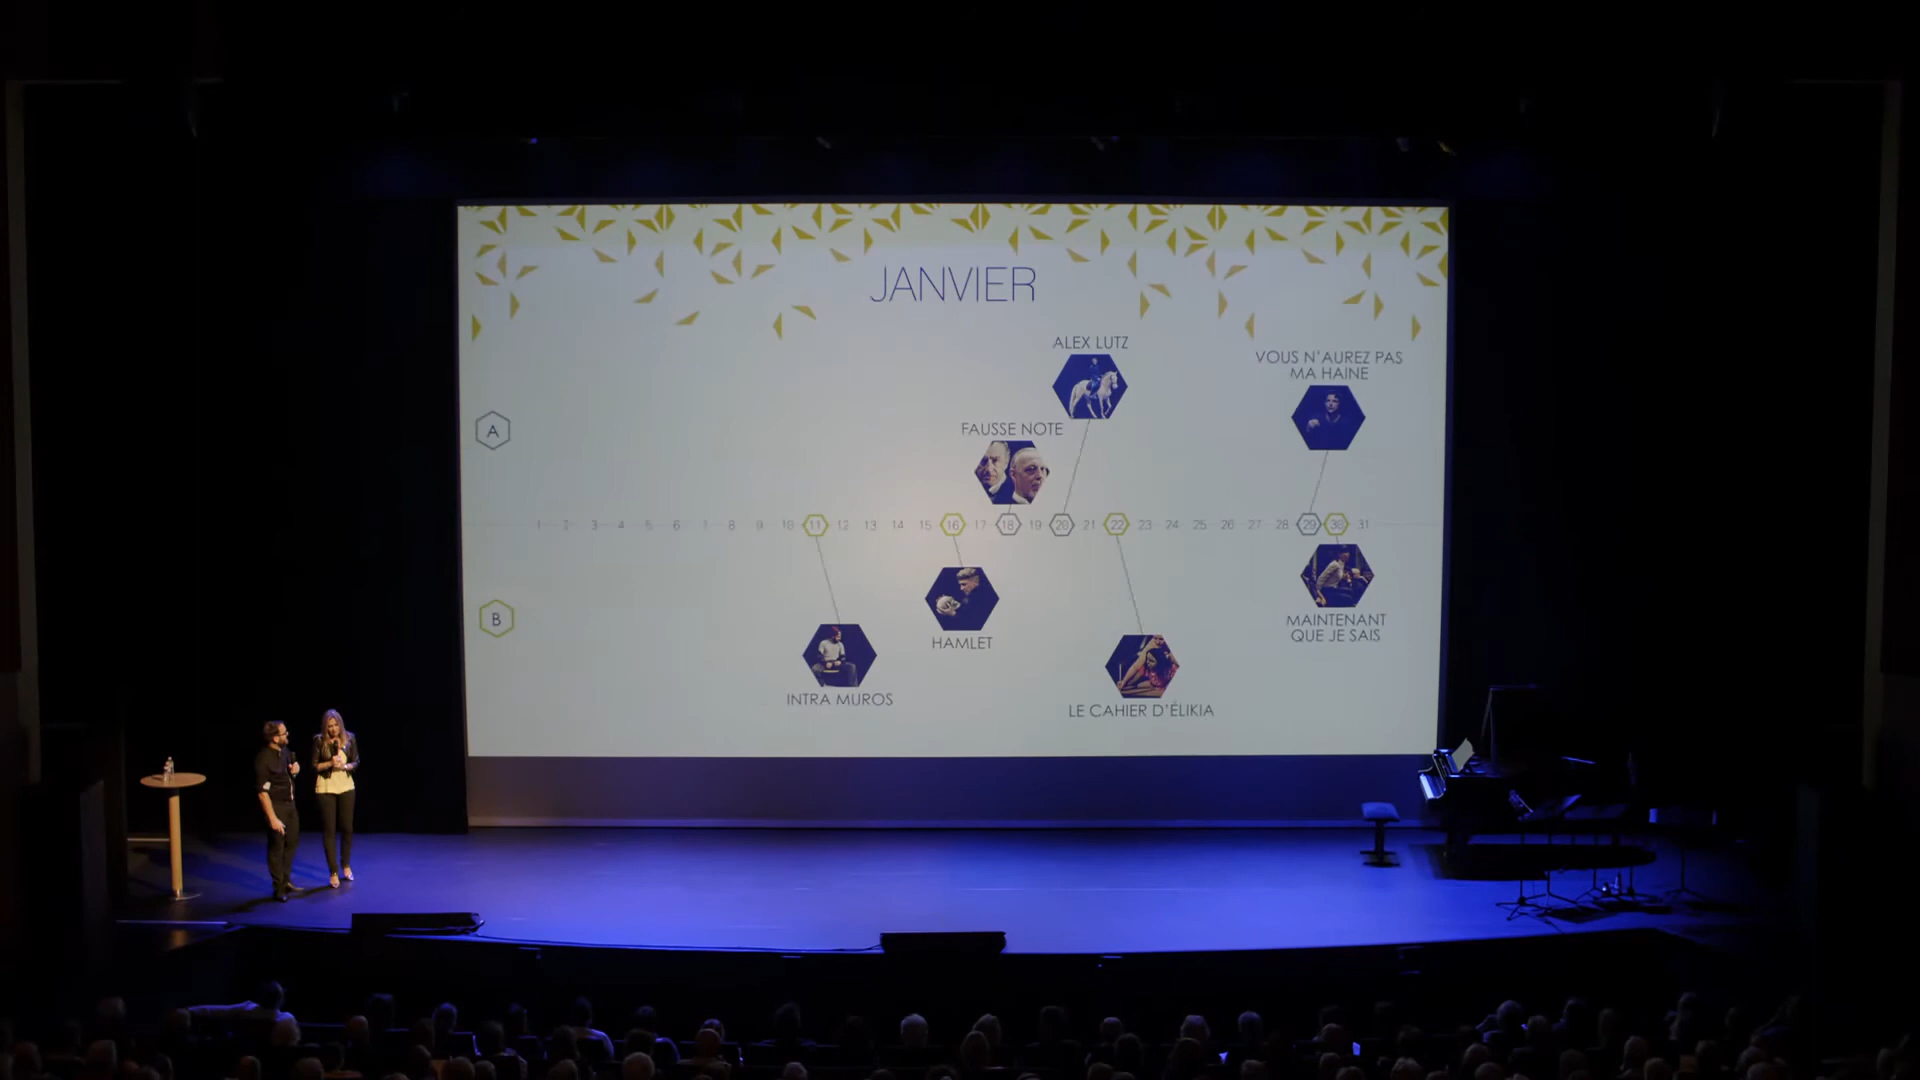 JANVIER
ALEX LUTZ
VOUS N'AUREZ PAS
MA HAINE
FAUSSE NOTE
A
1 2 3 4 5 6 7 8 9 10 11 12 13 14 15 16 17 18 19 20 21 22 23 24 25 26 27 28 29 30 31
B
HAMLET
MAINTENANT
QUE JE SAIS
INTRA MUROS
LE CAHIER D'ÉLIKIA